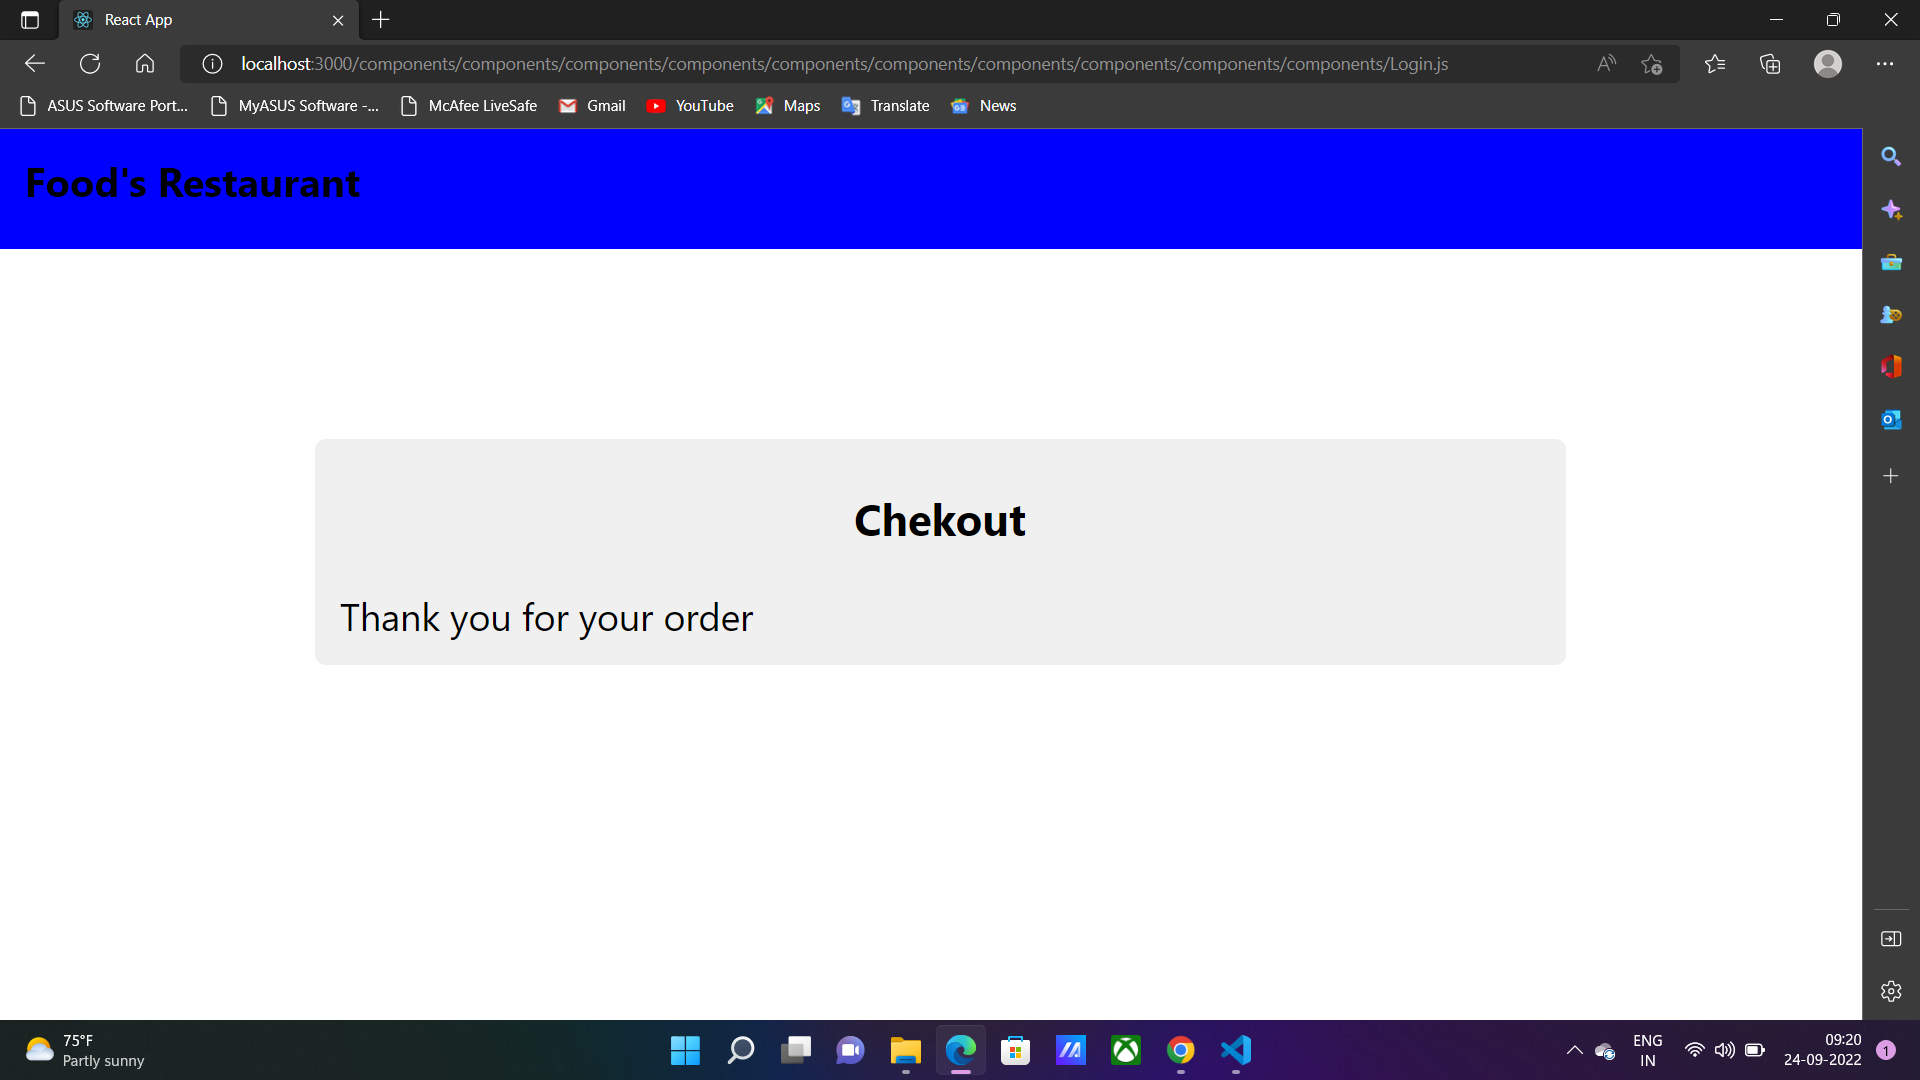 React App
localhost:3000/components/components/components/components/components/components/components/components/components/components/Login.js
ASUS Software Port... MyASUS Software -... McAfee LiveSafe Gmail YouTube Maps Translate News
Food's Restaurant
Chekout
Thank you for your order
75°F
Partly sunny
ENG
IN
09:20
24-09-2022
1